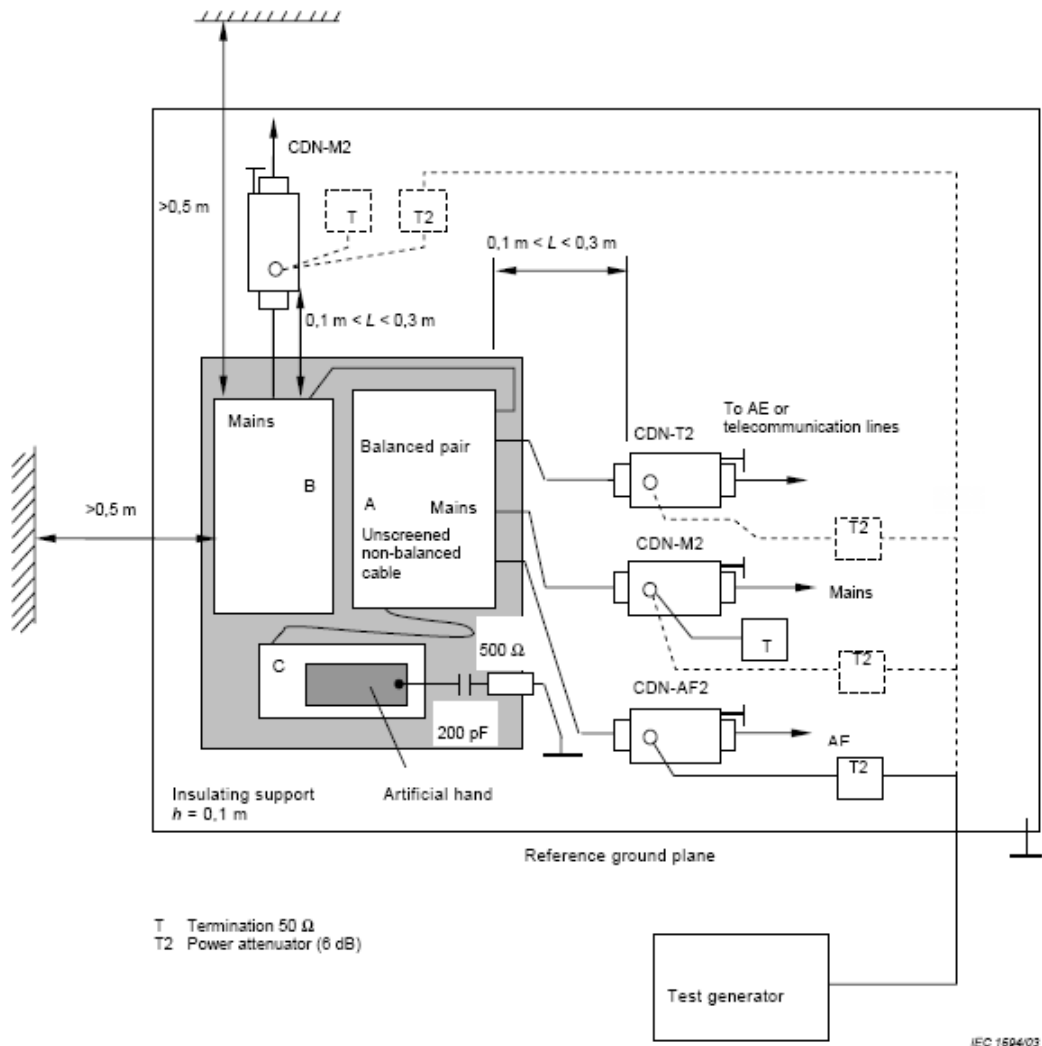 CDN-M2
>0,5 m
T
T2
0,1 m < L < 0,3 m
0,1 m < L < 0,3 m
Mains
B
Balanced pair
A
Mains
Unscreened
non-balanced
cable
CDN-T2
To AE or
telecommunication lines
T2
>0,5 m
CDN-M2
Mains
T
T2
C
500 Ω
200 pF
CDN-AF2
T2
Insulating support
h = 0,1 m
Artificial hand
Reference ground plane
T Termination 50 Ω
T2 Power attenuator (6 dB)
Test generator
IEC 1594/03